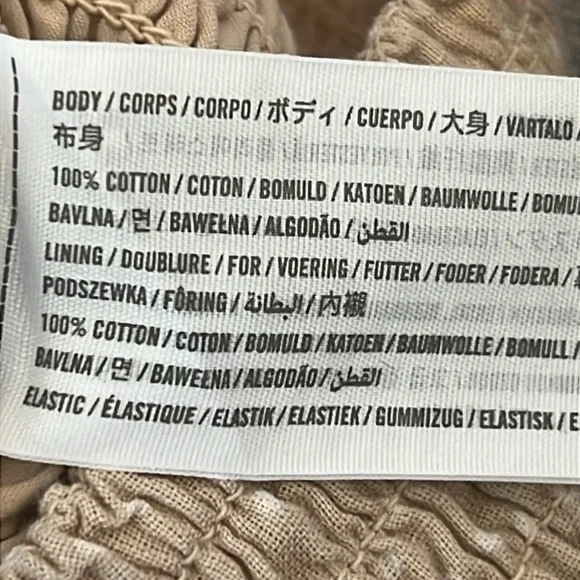 BODY / CORPS / CORPO / ボディ / CUERPO / 大身 / VARTALO /
布身
100% COTTON / COTON / BOMULD / KATOEN / BAUMWOLLE /
BAVLNA / 면 / BAWEŁNA / ALGODÃO / القطن
LINING / DOUBLURE / FOR / VOERING / FUTTER / FODER / FODERA /
PODSZEWKA / FÔRING / البطانة / 內襯
100% COTTON / COTON / BOMULD / KATOEN / BAUMWOLLE / BOMULL /
BAVLNA / 면 / BAWEŁNA / ALGODÃO / القطن
ELASTIC / ÉLASTIQUE / ELASTIK / ELASTIEK / GUMMIZUG / ELASTISK /